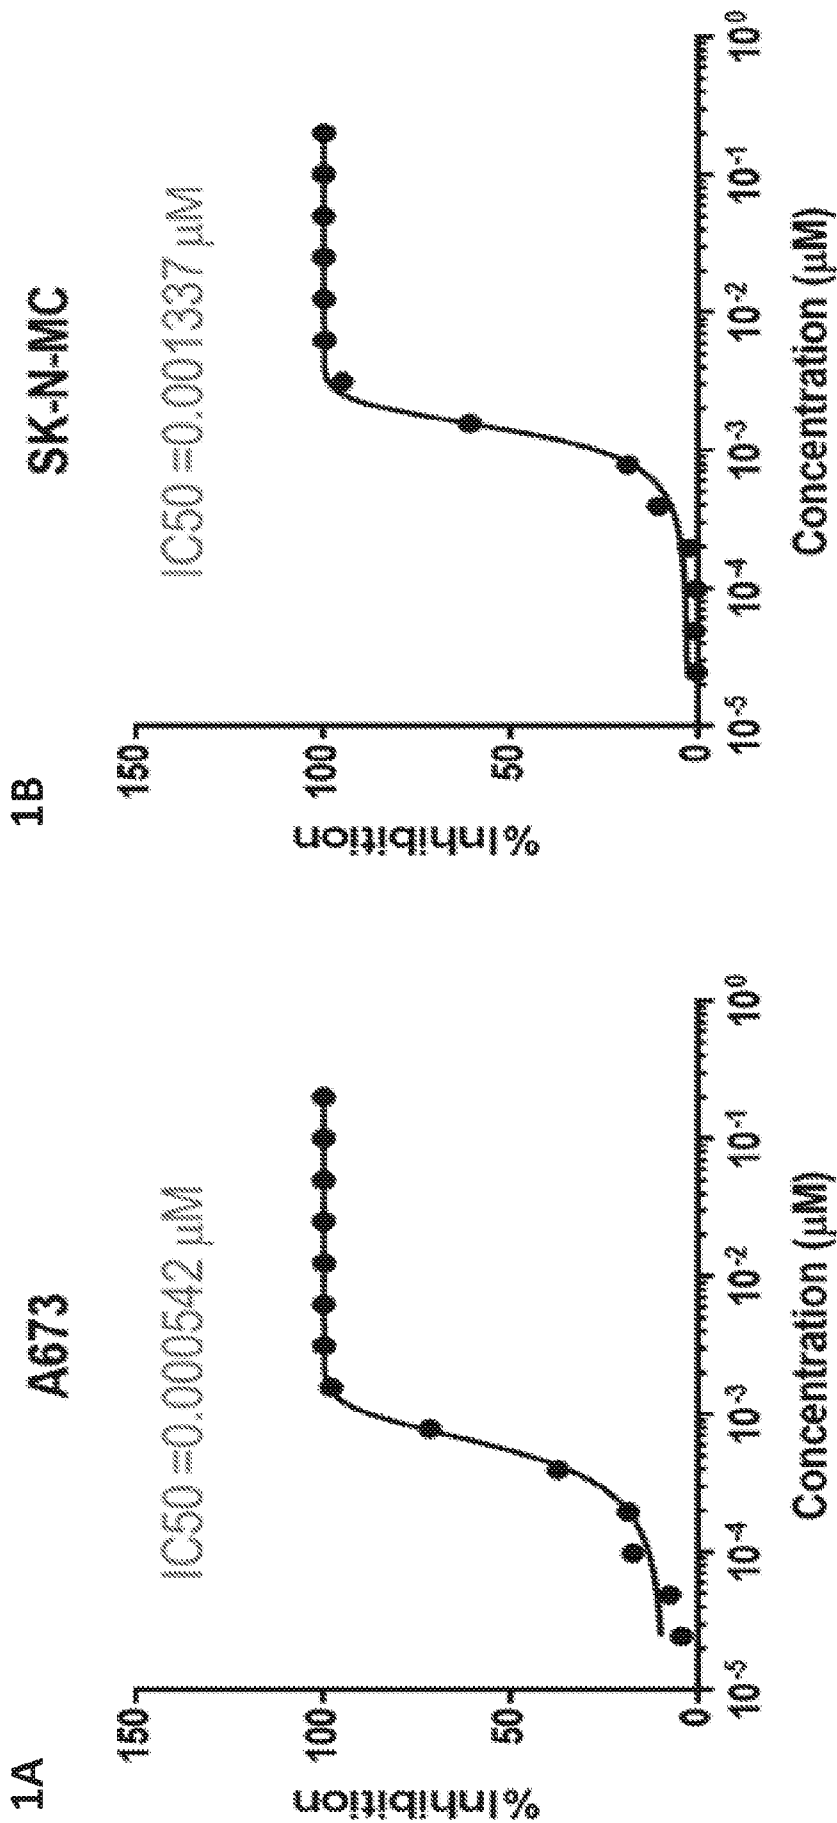 1A
A673
IC50 =0.000542 µM
150
100
50
0
%Inhibition
10-5
10-4
10-3
10-2
10-1
100
Concentration (µM)
1B
SK-N-MC
IC50 =0.001337 µM
150
100
50
0
%Inhibition
10-5
10-4
10-3
10-2
10-1
100
Concentration (µM)